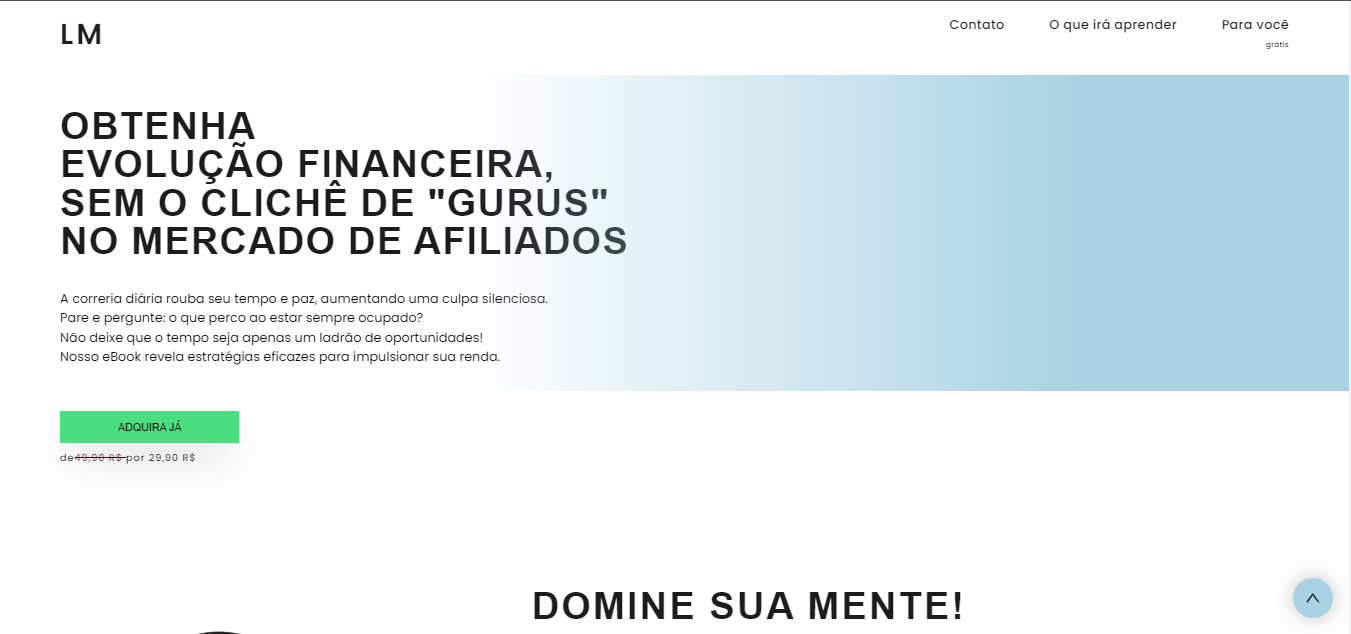 LM
Contato
O que irá aprender
Para você
grátis
OBTENHA
EVOLUÇÃO FINANCEIRA,
SEM O CLICHÊ DE "GURUS"
NO MERCADO DE AFILIADOS
A correria diária rouba seu tempo e paz, aumentando uma culpa silenciosa.
Pare e pergunte: o que perco ao estar sempre ocupado?
Não deixe que o tempo seja apenas um ladrão de oportunidades!
Nosso eBook revela estratégias eficazes para impulsionar sua renda.
ADQUIRA JÁ
de 49,90 R$ por 29,90 R$
DOMINE SUA MENTE!